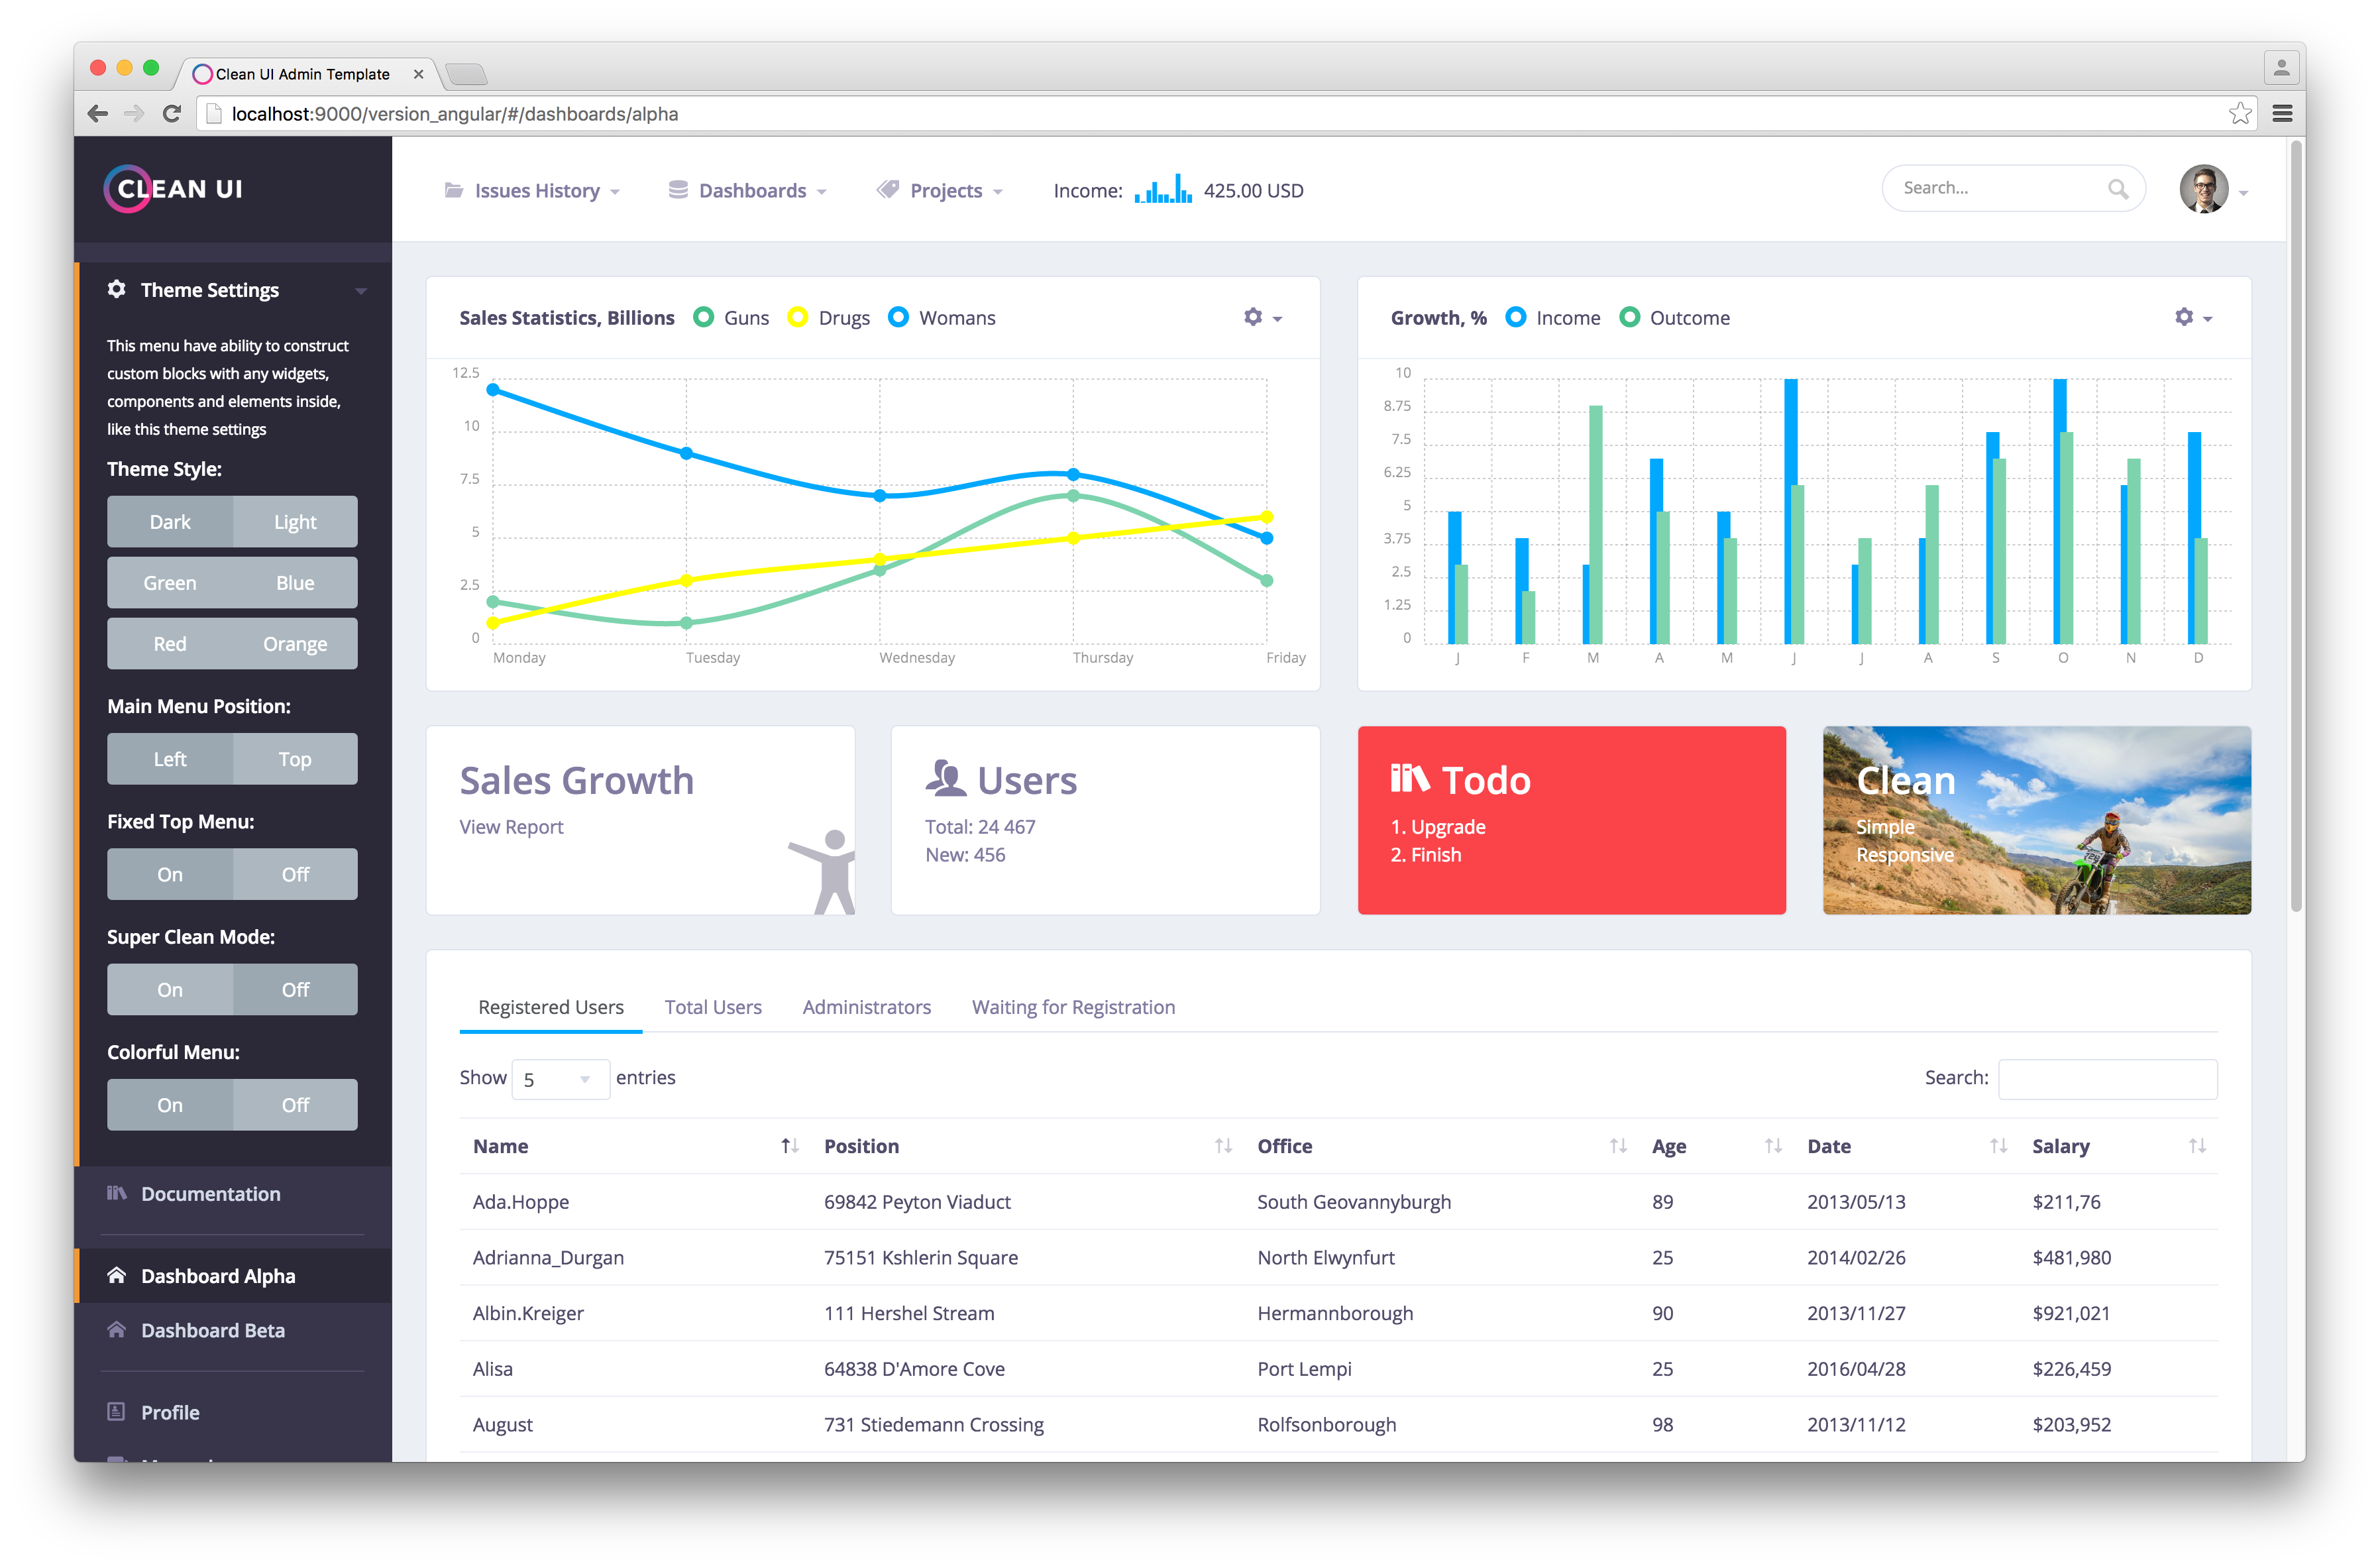 Clean UI Admin Template
localhost:9000/version_angular/#/dashboards/alpha
CLEAN UI
Issues History
Dashboards
Projects
Income:
425.00 USD
Search...
Theme Settings
This menu have ability to construct
custom blocks with any widgets,
components and elements inside,
like this theme settings
Theme Style:
Dark Light
Green Blue
Red Orange
Main Menu Position:
Left Top
Fixed Top Menu:
On Off
Super Clean Mode:
On Off
Colorful Menu:
On Off
Documentation
Dashboard Alpha
Dashboard Beta
Profile
Sales Statistics, Billions Guns Drugs Womans
12.5
10
7.5
5
2.5
0
Monday Tuesday Wednesday Thursday Friday
Growth, % Income Outcome
10
8.75
7.5
6.25
5
3.75
2.5
1.25
0
J F M A M J J A S O N D
Sales Growth
View Report
Users
Total: 24 467
New: 456
Todo
1. Upgrade
2. Finish
Clean
Simple
Responsive
Registered Users Total Users Administrators Waiting for Registration
Show 5 entries
Search:
Name Position Office Age Date Salary
Ada.Hoppe 69842 Peyton Viaduct South Geovannyburgh 89 2013/05/13 $211,76
Adrianna_Durgan 75151 Kshlerin Square North Elwynfurt 25 2014/02/26 $481,980
Albin.Kreiger 111 Hershel Stream Hermannborough 90 2013/11/27 $921,021
Alisa 64838 D'Amore Cove Port Lempi 25 2016/04/28 $226,459
August 731 Stiedemann Crossing Rolfsonborough 98 2013/11/12 $203,952